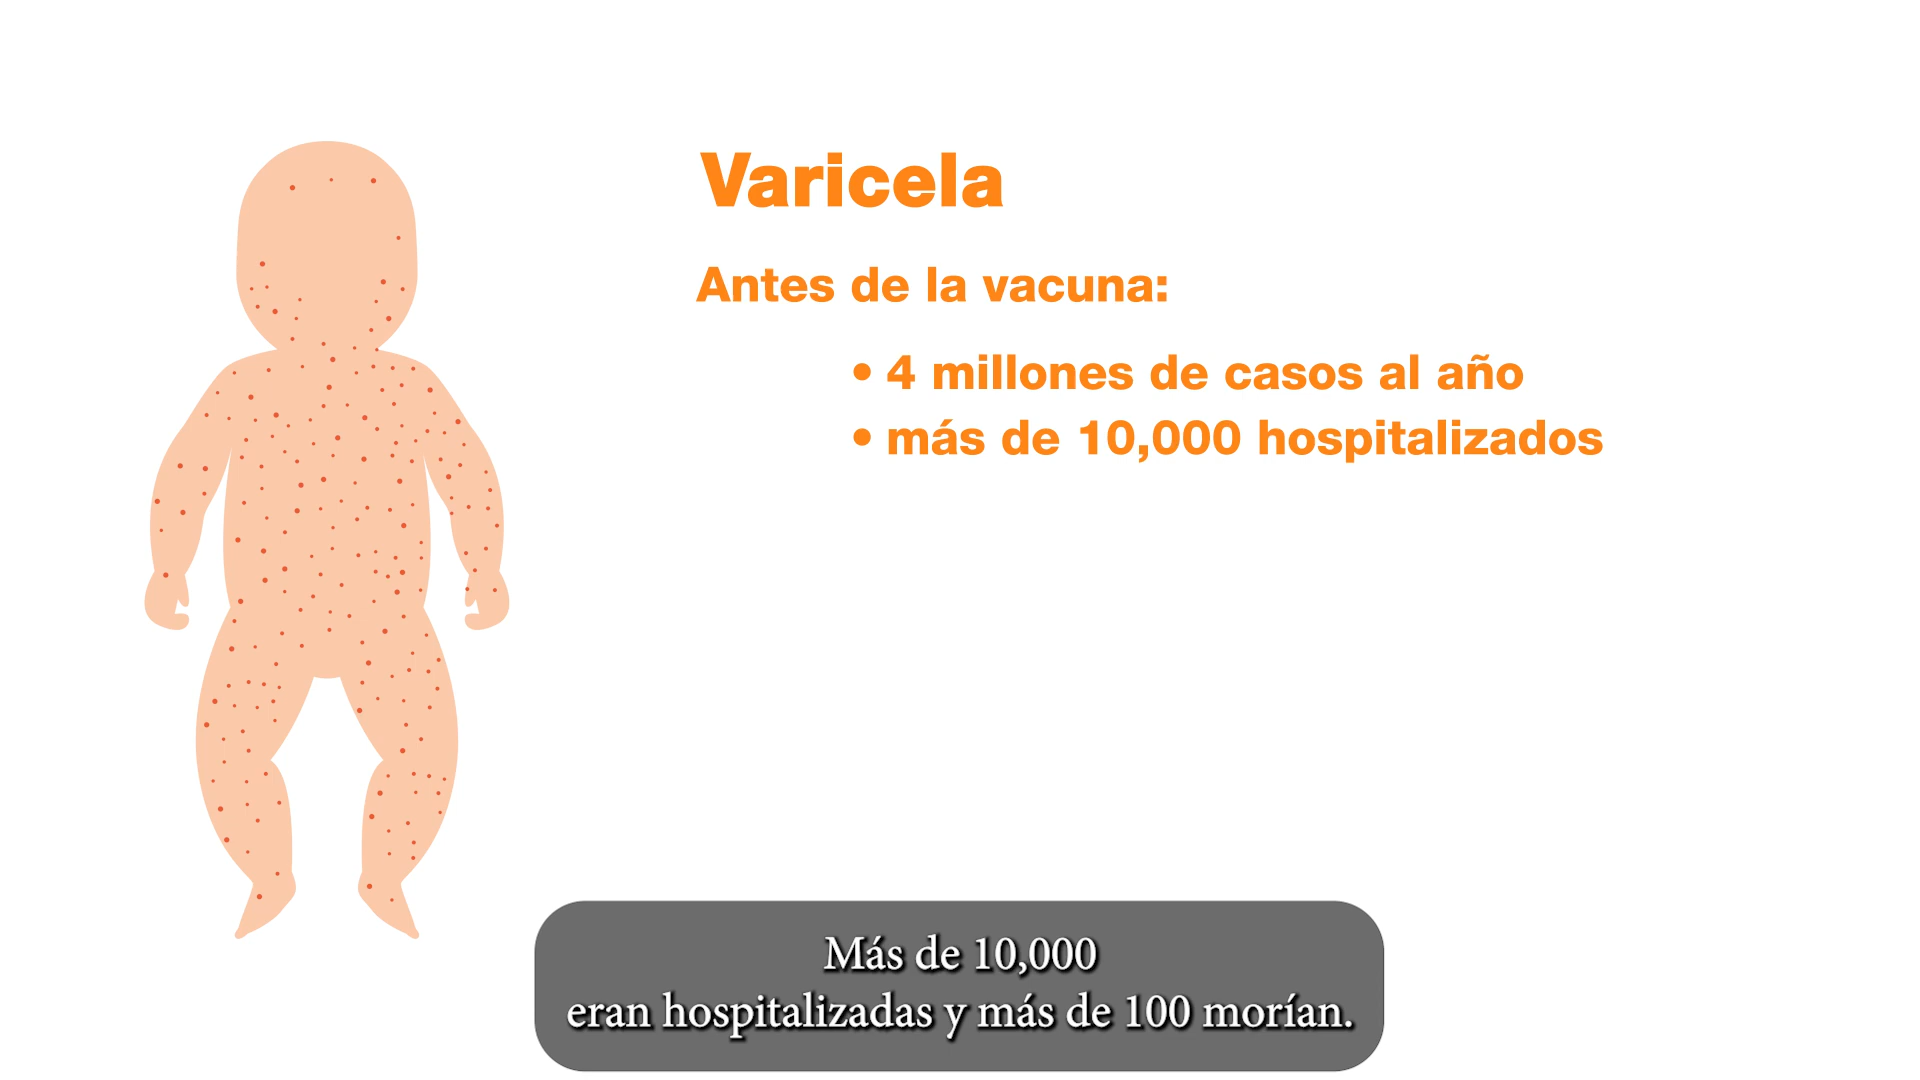 Varicela
Antes de la vacuna:
• 4 millones de casos al año
• más de 10,000 hospitalizados
Más de 10,000
eran hospitalizadas y más de 100 morían.